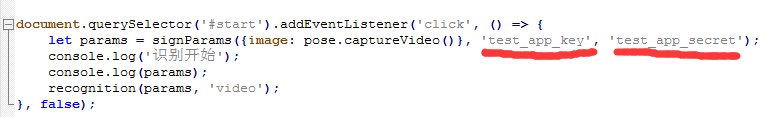 document.querySelector('#start').addEventListener('click', () => {
    let params = signParams({image: pose.captureVideo()}, 'test_app_key', 'test_app_secret');
    console.log('识别开始');
    console.log(params);
    recognition(params, 'video');
}, false);